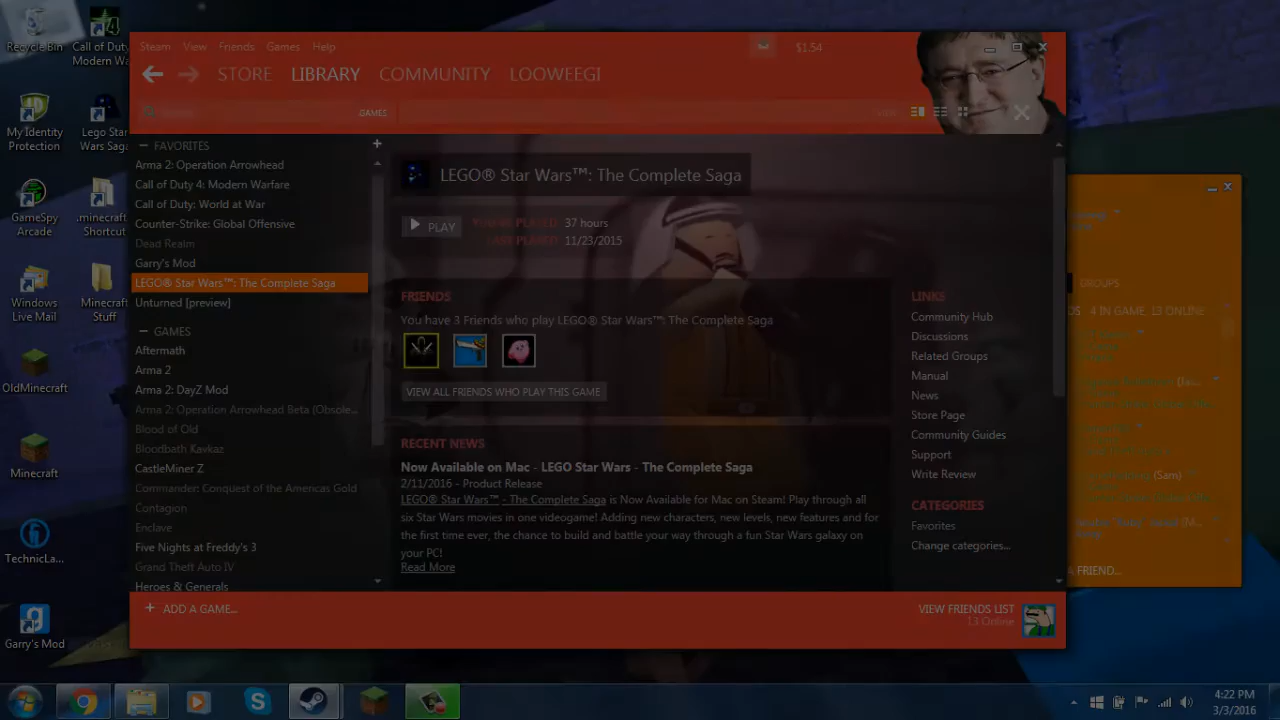 Recycle Bin
Call of Duty
Modern Wa...
My Identity
Protection
Lego Star
Wars Saga
GameSpy
Arcade
.minecraft
Shortcut
Windows
Live Mail
Minecraft
Stuff
OldMinecraft
Minecraft
TechnicLa...
Garry's Mod
Steam View Friends Games Help
$1.54
STORE LIBRARY COMMUNITY LOOWEEGI
GAMES
— FAVORITES +
Arma 2: Operation Arrowhead
Call of Duty 4: Modern Warfare
Call of Duty: World at War
Counter-Strike: Global Offensive
Dead Realm
Garry's Mod
LEGO® Star Wars™: The Complete Saga
Unturned [preview]
— GAMES
Aftermath
Arma 2
Arma 2: DayZ Mod
Arma 2: Operation Arrowhead Beta (Obsole...
Blood of Old
Bloodbath Kavkaz
CastleMiner Z
Commander: Conquest of the Americas Gold
Contagion
Enclave
Five Nights at Freddy's 3
Grand Theft Auto IV
Heroes & Generals
+ ADD A GAME...
LEGO® Star Wars™: The Complete Saga
PLAY
YOU'VE PLAYED 37 hours
LAST PLAYED 11/23/2015
FRIENDS
You have 3 Friends who play LEGO® Star Wars™: The Complete Saga
VIEW ALL FRIENDS WHO PLAY THIS GAME
RECENT NEWS
Now Available on Mac - LEGO Star Wars - The Complete Saga
2/11/2016 - Product Release
LEGO® Star Wars™ - The Complete Saga is Now Available for Mac on Steam! Play through all
six Star Wars movies in one videogame! Adding new characters, new levels, new features and for
the first time ever, the chance to build and battle your way through a fun Star Wars galaxy on
your PC!
Read More
LINKS
Community Hub
Discussions
Related Groups
Manual
News
Store Page
Community Guides
Support
Write Review
CATEGORIES
Favorites
Change categories...
VIEW FRIENDS LIST
13 Online
GROUPS
4 IN GAME, 13 ONLINE
(Sam)
A FRIEND...
4:22 PM
3/3/2016